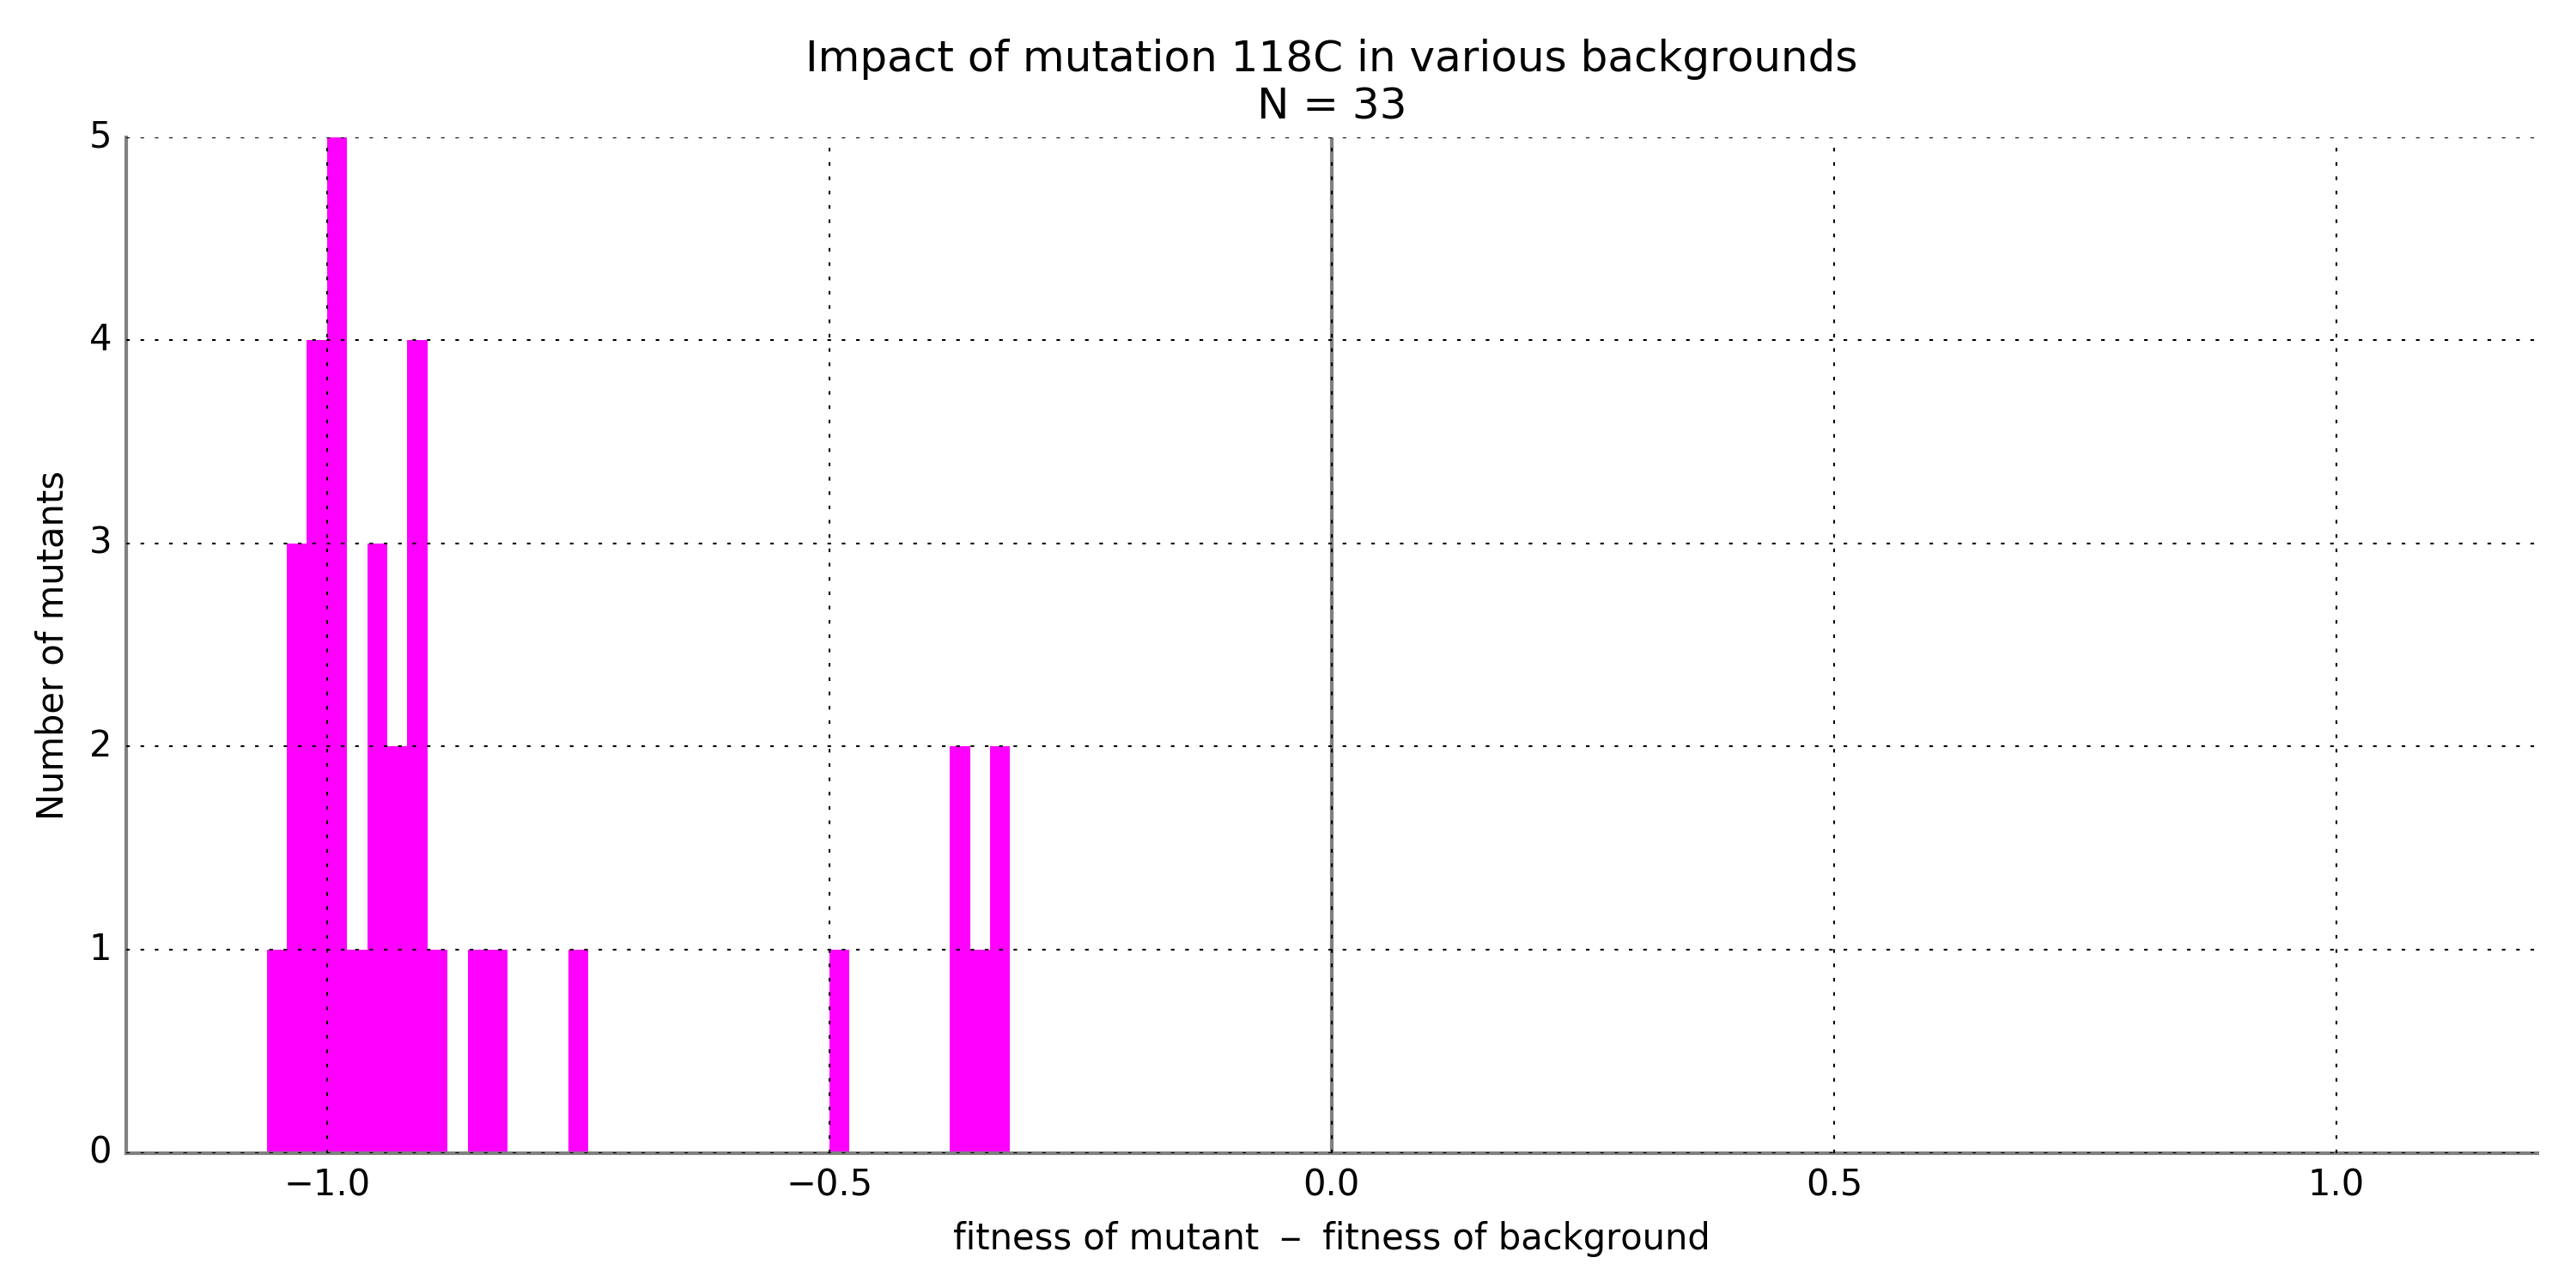 Impact of mutation 118C in various backgrounds
N = 33
Number of mutants
5
4
3
2
1
0
−1.0
−0.5
0.0
0.5
1.0
fitness of mutant – fitness of background